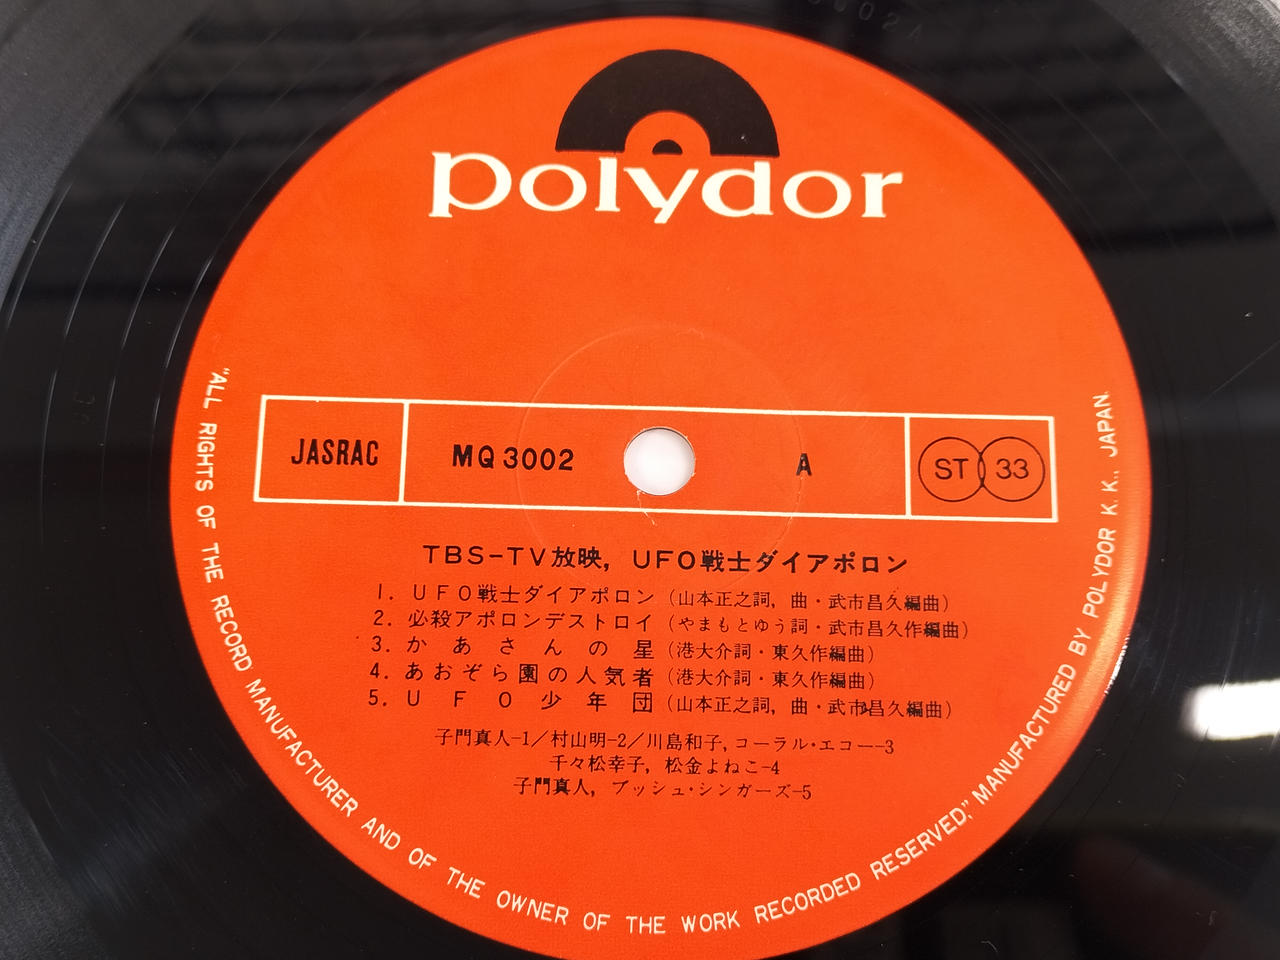 polydor
JASRAC
MQ 3002
A
ST 33
TBS-TV放映, UFO戦士ダイアポロン
1. UFO戦士ダイアポロン (山本正之詞, 曲・武市昌久編曲)
2. 必殺アポロンデストロイ (やまもとゆう詞・武市昌久作編曲)
3. かあさんの星 (港大介詞・東久作編曲)
4. あおぞら園の人気者 (港大介詞・東久作編曲)
5. UFO少年団 (山本正之詞, 曲・武市昌久編曲)
子門真人-1/村山明-2/川島和子, コーラル・エコー-3
千々松幸子, 松金よねこ-4
子門真人, ブッシュ・シンガーズ-5
"ALL RIGHTS OF THE RECORD MANUFACTURER AND OF THE OWNER OF THE WORK RECORDED RESERVED," MANUFACTURED BY POLYDOR K. K., JAPAN.